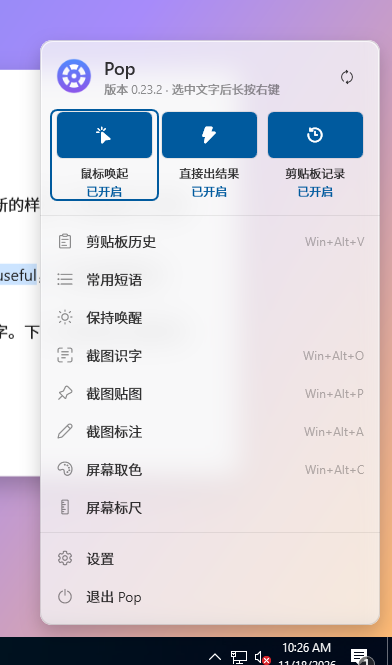 Pop
版本 0.23.2 · 选中文字后长按右键
鼠标唤起
已开启
直接出结果
已开启
剪贴板记录
已开启
新的样
useful
字。下
剪贴板历史 Win+Alt+V
常用短语
保持唤醒
截图识字 Win+Alt+O
截图贴图 Win+Alt+P
截图标注 Win+Alt+A
屏幕取色 Win+Alt+C
屏幕标尺
设置
退出 Pop
10:26 AM
11/18/2026